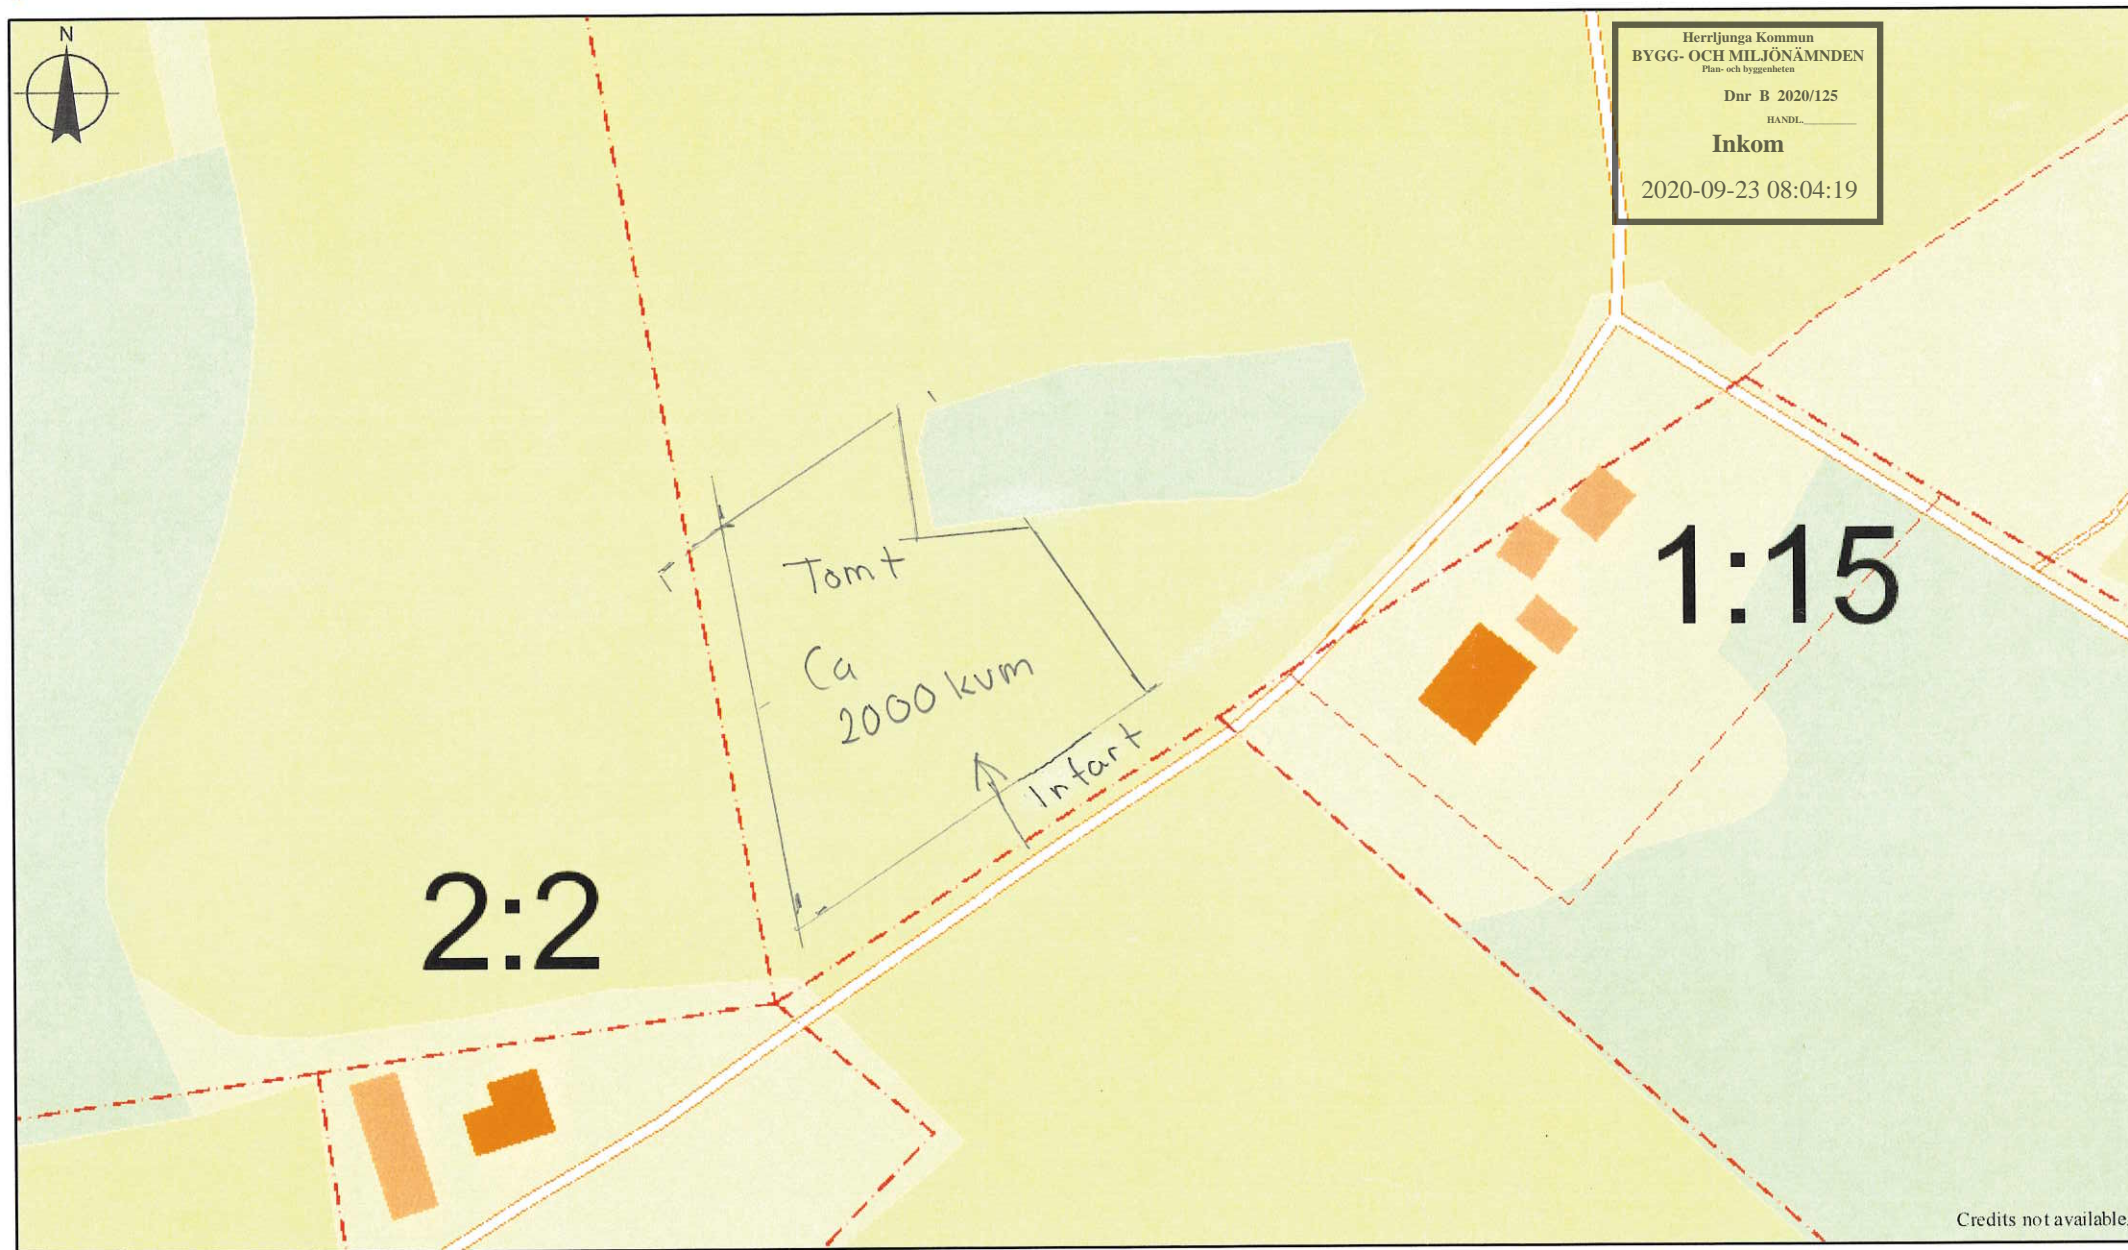 N
Herrljunga Kommun
BYGG- OCH MILJÖNÄMNDEN
Plan- och byggenheten
Dnr B 2020/125
HANDL.__________
Inkom
2020-09-23 08:04:19
1:15
Tomt
Ca
2000 kvm
Infart
2:2
Credits not available